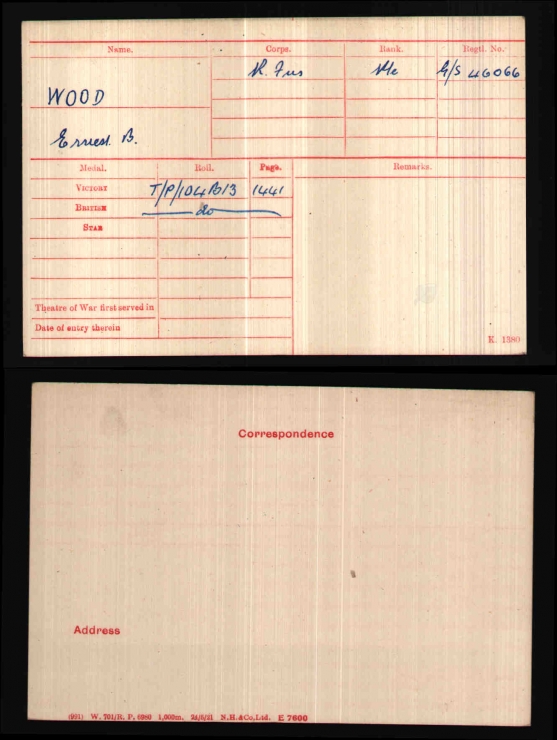 Name. Corps. Rank. Regtl. No.
R. Fus Pte G/S 46066
WOOD
Ernest B.
Medal. Roll. Page. Remarks.
VICTORY T/P/104B13 1441
BRITISH do
STAR
Theatre of War first served in
Date of entry therein
K. 1380
Correspondence
Address
(991) W. 701/R. P. 6960 1,000m. 24/6/21 N.H.&Co,Ltd. E 7600